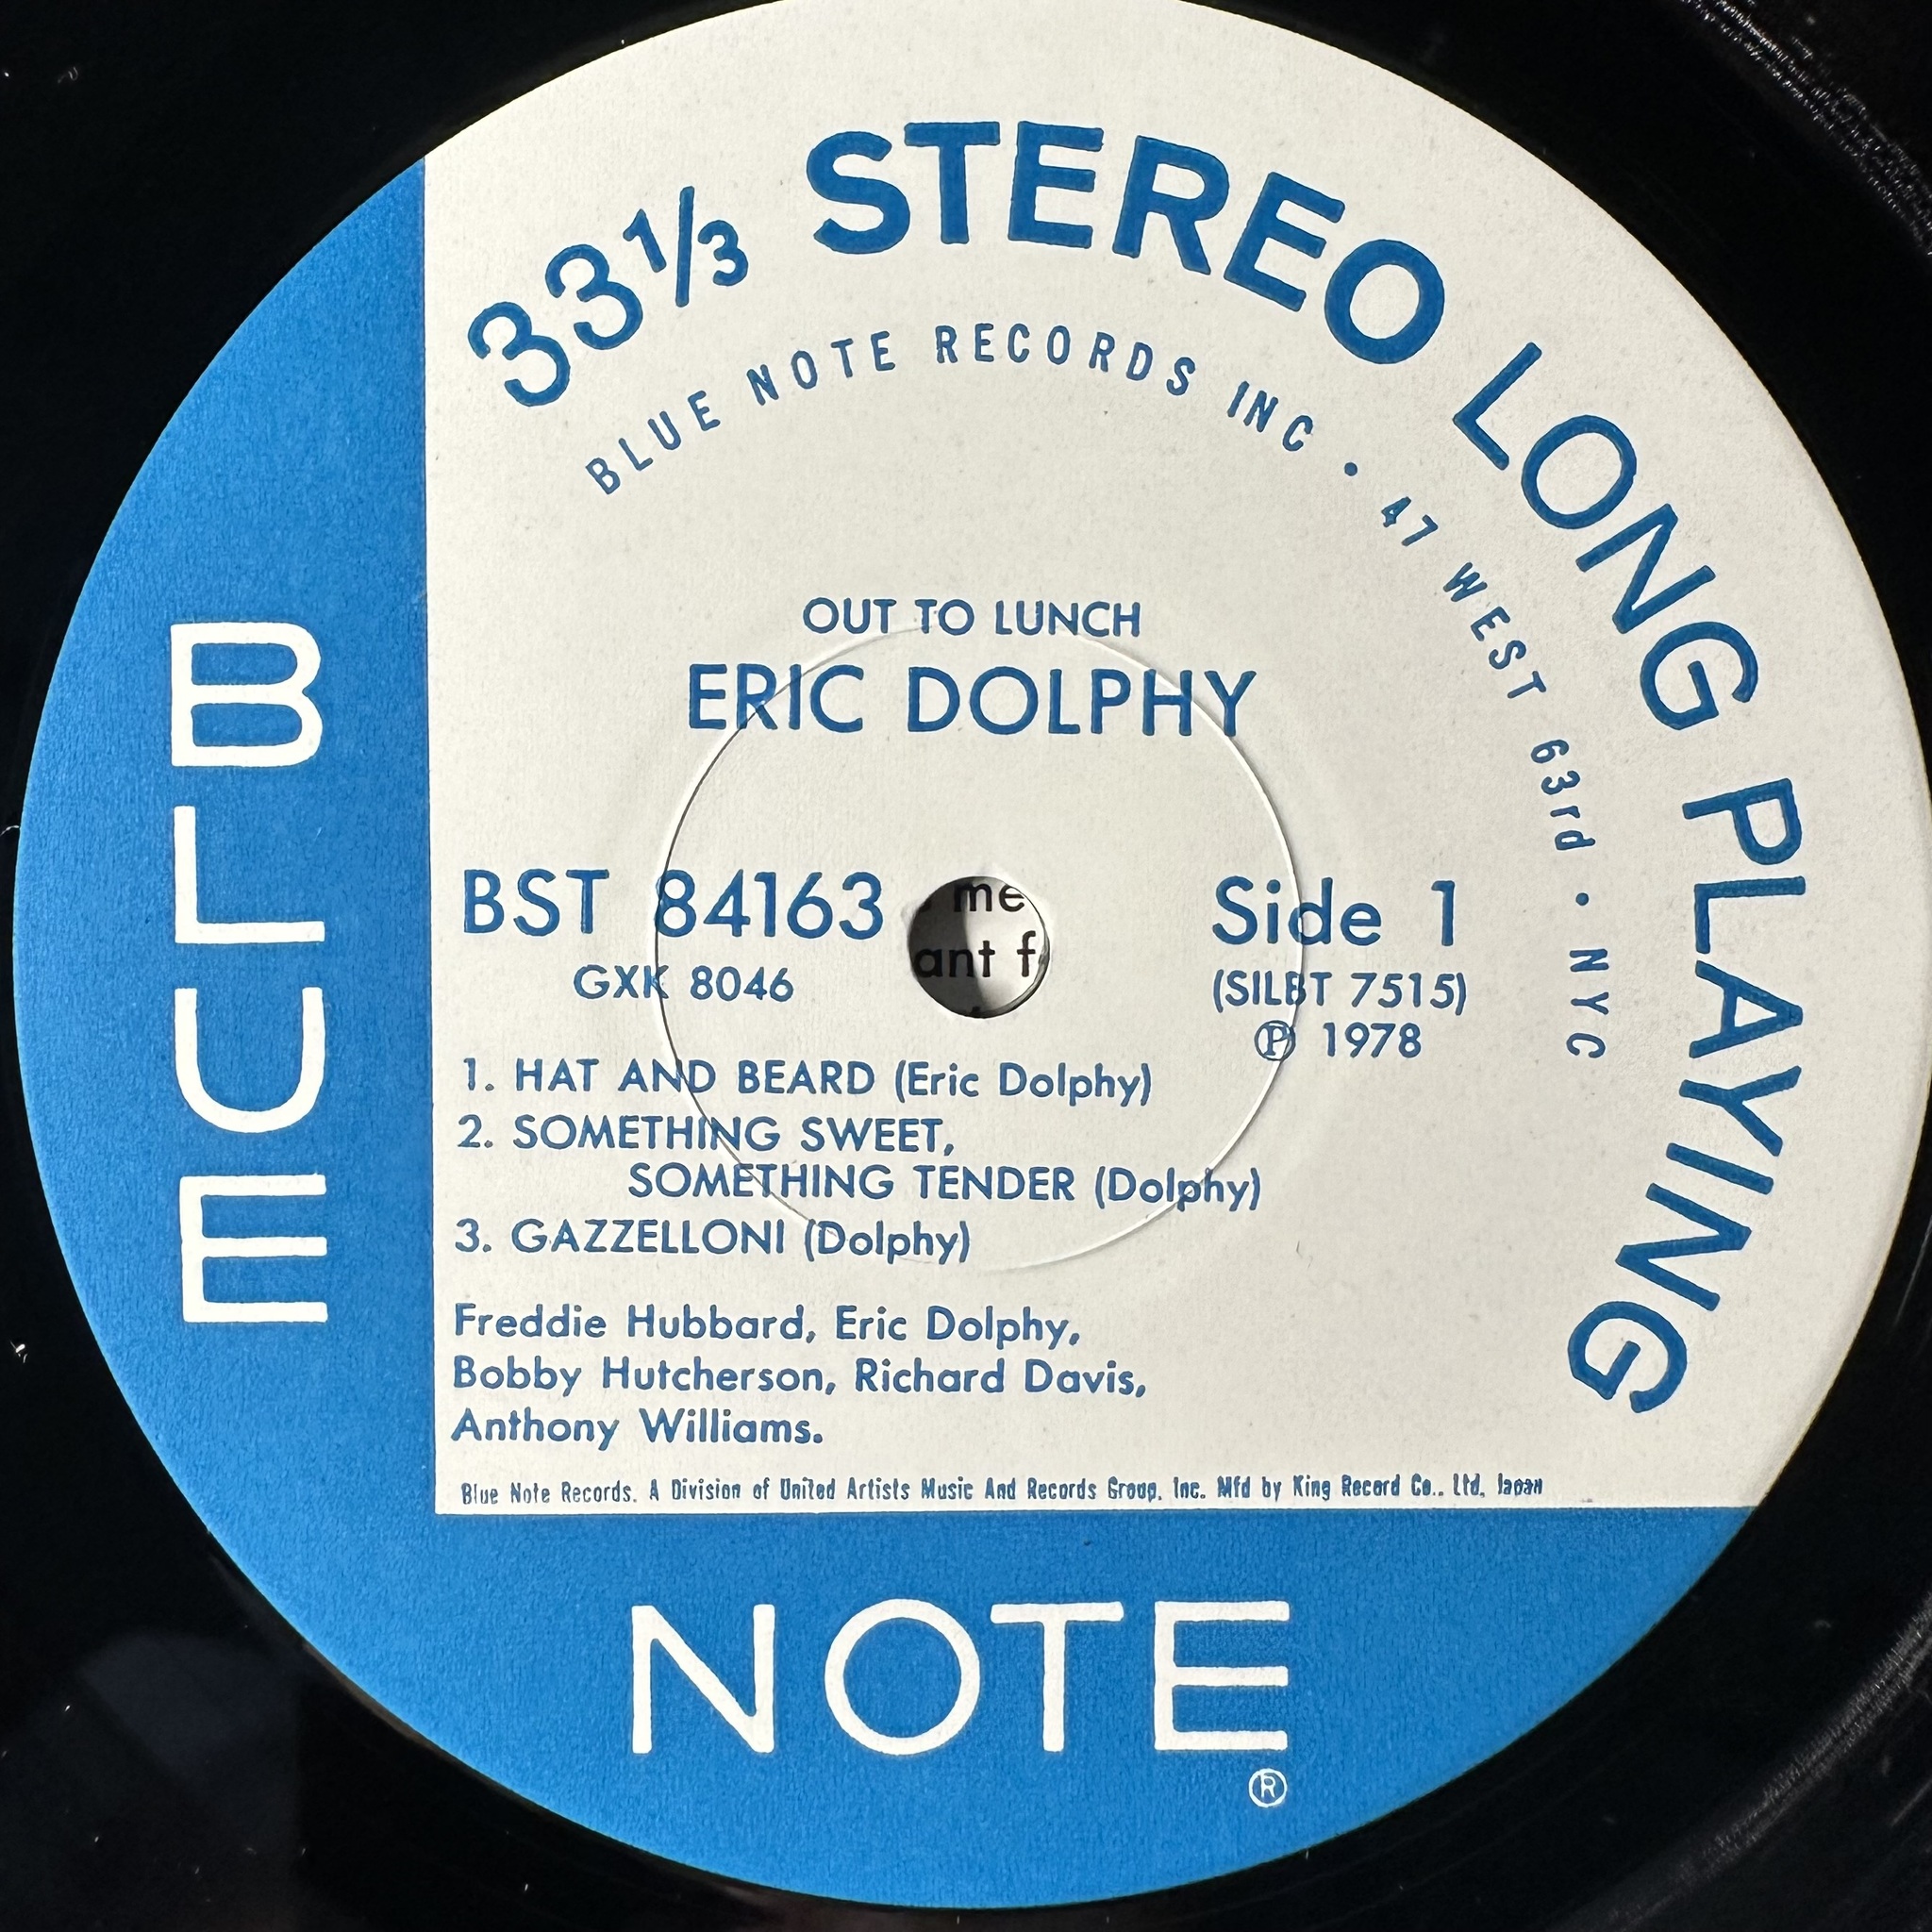 33⅓ STEREO LONG PLAYING
BLUE NOTE RECORDS INC · 47 WEST 63rd · NYC
OUT TO LUNCH
ERIC DOLPHY
BST 84163
GXK 8046
me
ant f
Side 1
(SILBT 7515)
Ⓟ 1978
1. HAT AND BEARD (Eric Dolphy)
2. SOMETHING SWEET,
SOMETHING TENDER (Dolphy)
3. GAZZELLONI (Dolphy)
Freddie Hubbard, Eric Dolphy,
Bobby Hutcherson, Richard Davis,
Anthony Williams.
Blue Note Records. A Division of United Artists Music And Records Group, Inc. Mfd by King Record Co., Ltd, Japan
BLUE
NOTE
®